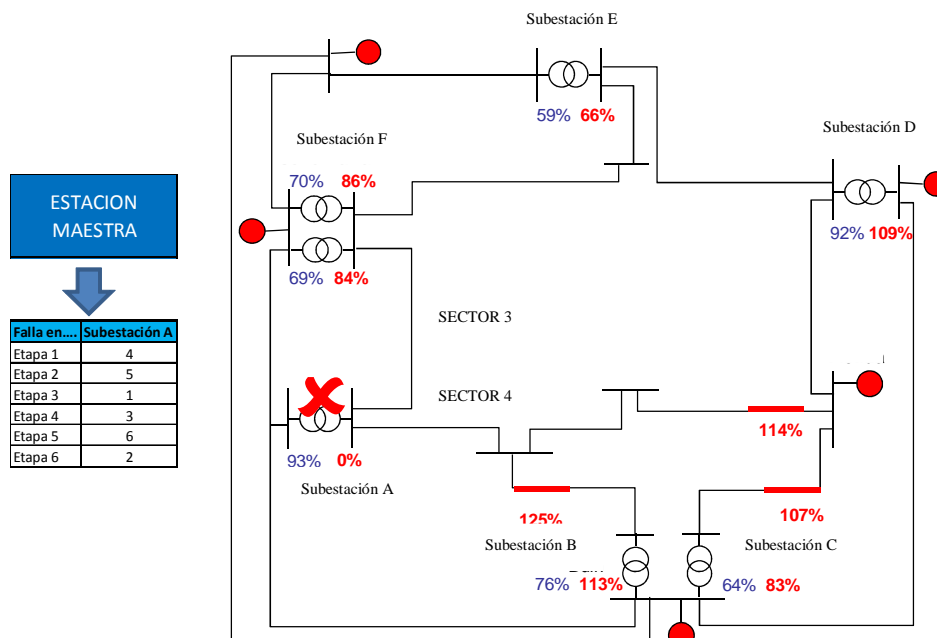 Subestación E
59% 66%
Subestación F
Subestación D
70% 86%
ESTACION
MAESTRA
92% 109%
69% 84%
SECTOR 3
Falla en.... Subestación A
Etapa 1 4
Etapa 2 5
Etapa 3 1
Etapa 4 3
Etapa 5 6
Etapa 6 2
SECTOR 4
114%
93% 0%
Subestación A
125%
107%
Subestación B
Subestación C
76% 113%
64% 83%